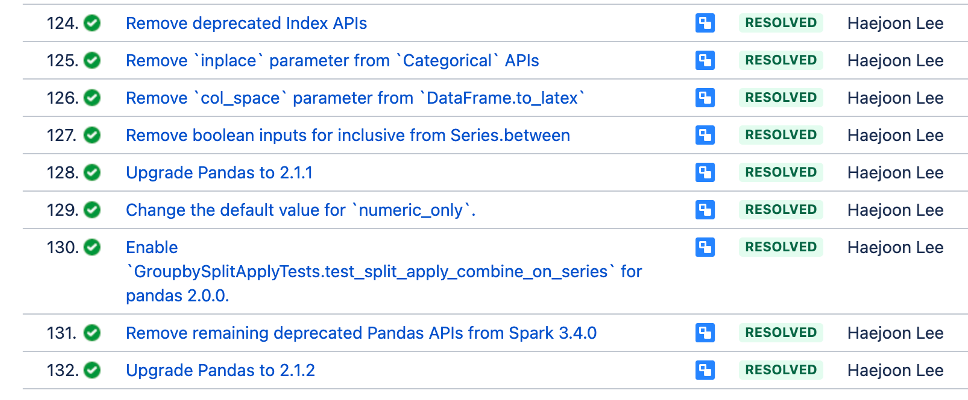 124. Remove deprecated Index APIs RESOLVED Haejoon Lee
125. Remove `inplace` parameter from `Categorical` APIs RESOLVED Haejoon Lee
126. Remove `col_space` parameter from `DataFrame.to_latex` RESOLVED Haejoon Lee
127. Remove boolean inputs for inclusive from Series.between RESOLVED Haejoon Lee
128. Upgrade Pandas to 2.1.1 RESOLVED Haejoon Lee
129. Change the default value for `numeric_only`. RESOLVED Haejoon Lee
130. Enable RESOLVED Haejoon Lee
`GroupbySplitApplyTests.test_split_apply_combine_on_series` for
pandas 2.0.0.
131. Remove remaining deprecated Pandas APIs from Spark 3.4.0 RESOLVED Haejoon Lee
132. Upgrade Pandas to 2.1.2 RESOLVED Haejoon Lee